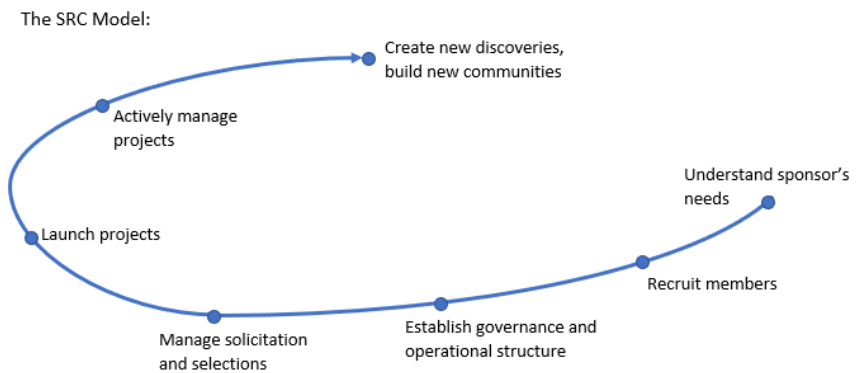 The SRC Model:
Create new discoveries,
build new communities
Actively manage
projects
Understand sponsor's
needs
Launch projects
Recruit members
Establish governance and
operational structure
Manage solicitation
and selections